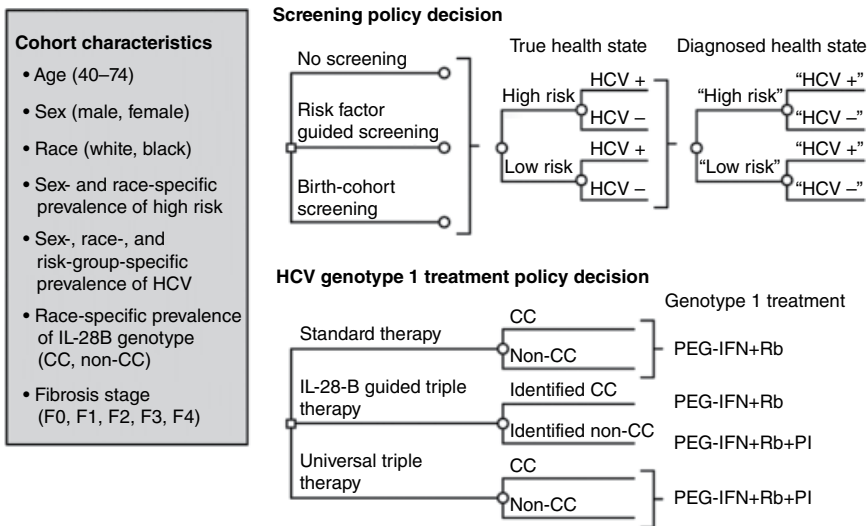 Cohort characteristics
• Age (40–74)
• Sex (male, female)
• Race (white, black)
• Sex- and race-specific
prevalence of high risk
• Sex-, race-, and
risk-group-specific
prevalence of HCV
• Race-specific prevalence
of IL-28B genotype
(CC, non-CC)
• Fibrosis stage
(F0, F1, F2, F3, F4)
Screening policy decision
No screening
Risk factor
guided screening
Birth-cohort
screening
True health state
High risk
HCV +
HCV –
Low risk
HCV +
HCV –
Diagnosed health state
“High risk”
“HCV +”
“HCV –”
“Low risk”
“HCV +”
“HCV –”
HCV genotype 1 treatment policy decision
Genotype 1 treatment
Standard therapy
CC
Non-CC
PEG-IFN+Rb
IL-28-B guided triple
therapy
Identified CC
PEG-IFN+Rb
Identified non-CC
PEG-IFN+Rb+PI
Universal triple
therapy
CC
Non-CC
PEG-IFN+Rb+PI